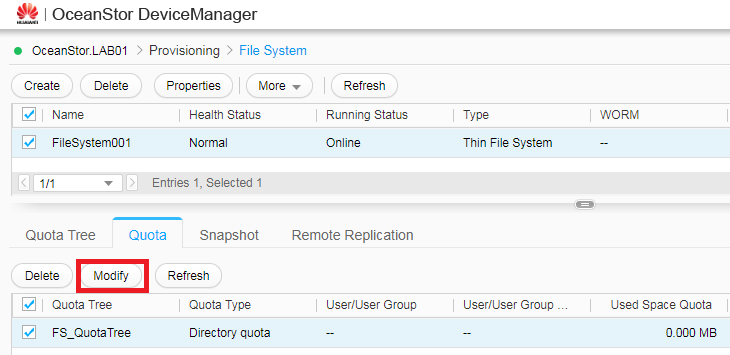 HUAWEI OceanStor DeviceManager
OceanStor.LAB01 > Provisioning > File System
Create Delete Properties More Refresh
Name Health Status Running Status Type WORM
FileSystem001 Normal Online Thin File System --
1/1 Entries 1, Selected 1
Quota Tree Quota Snapshot Remote Replication
Delete Modify Refresh
Quota Tree Quota Type User/User Group User/User Group ... Used Space Quota
FS_QuotaTree Directory quota -- -- 0.000 MB